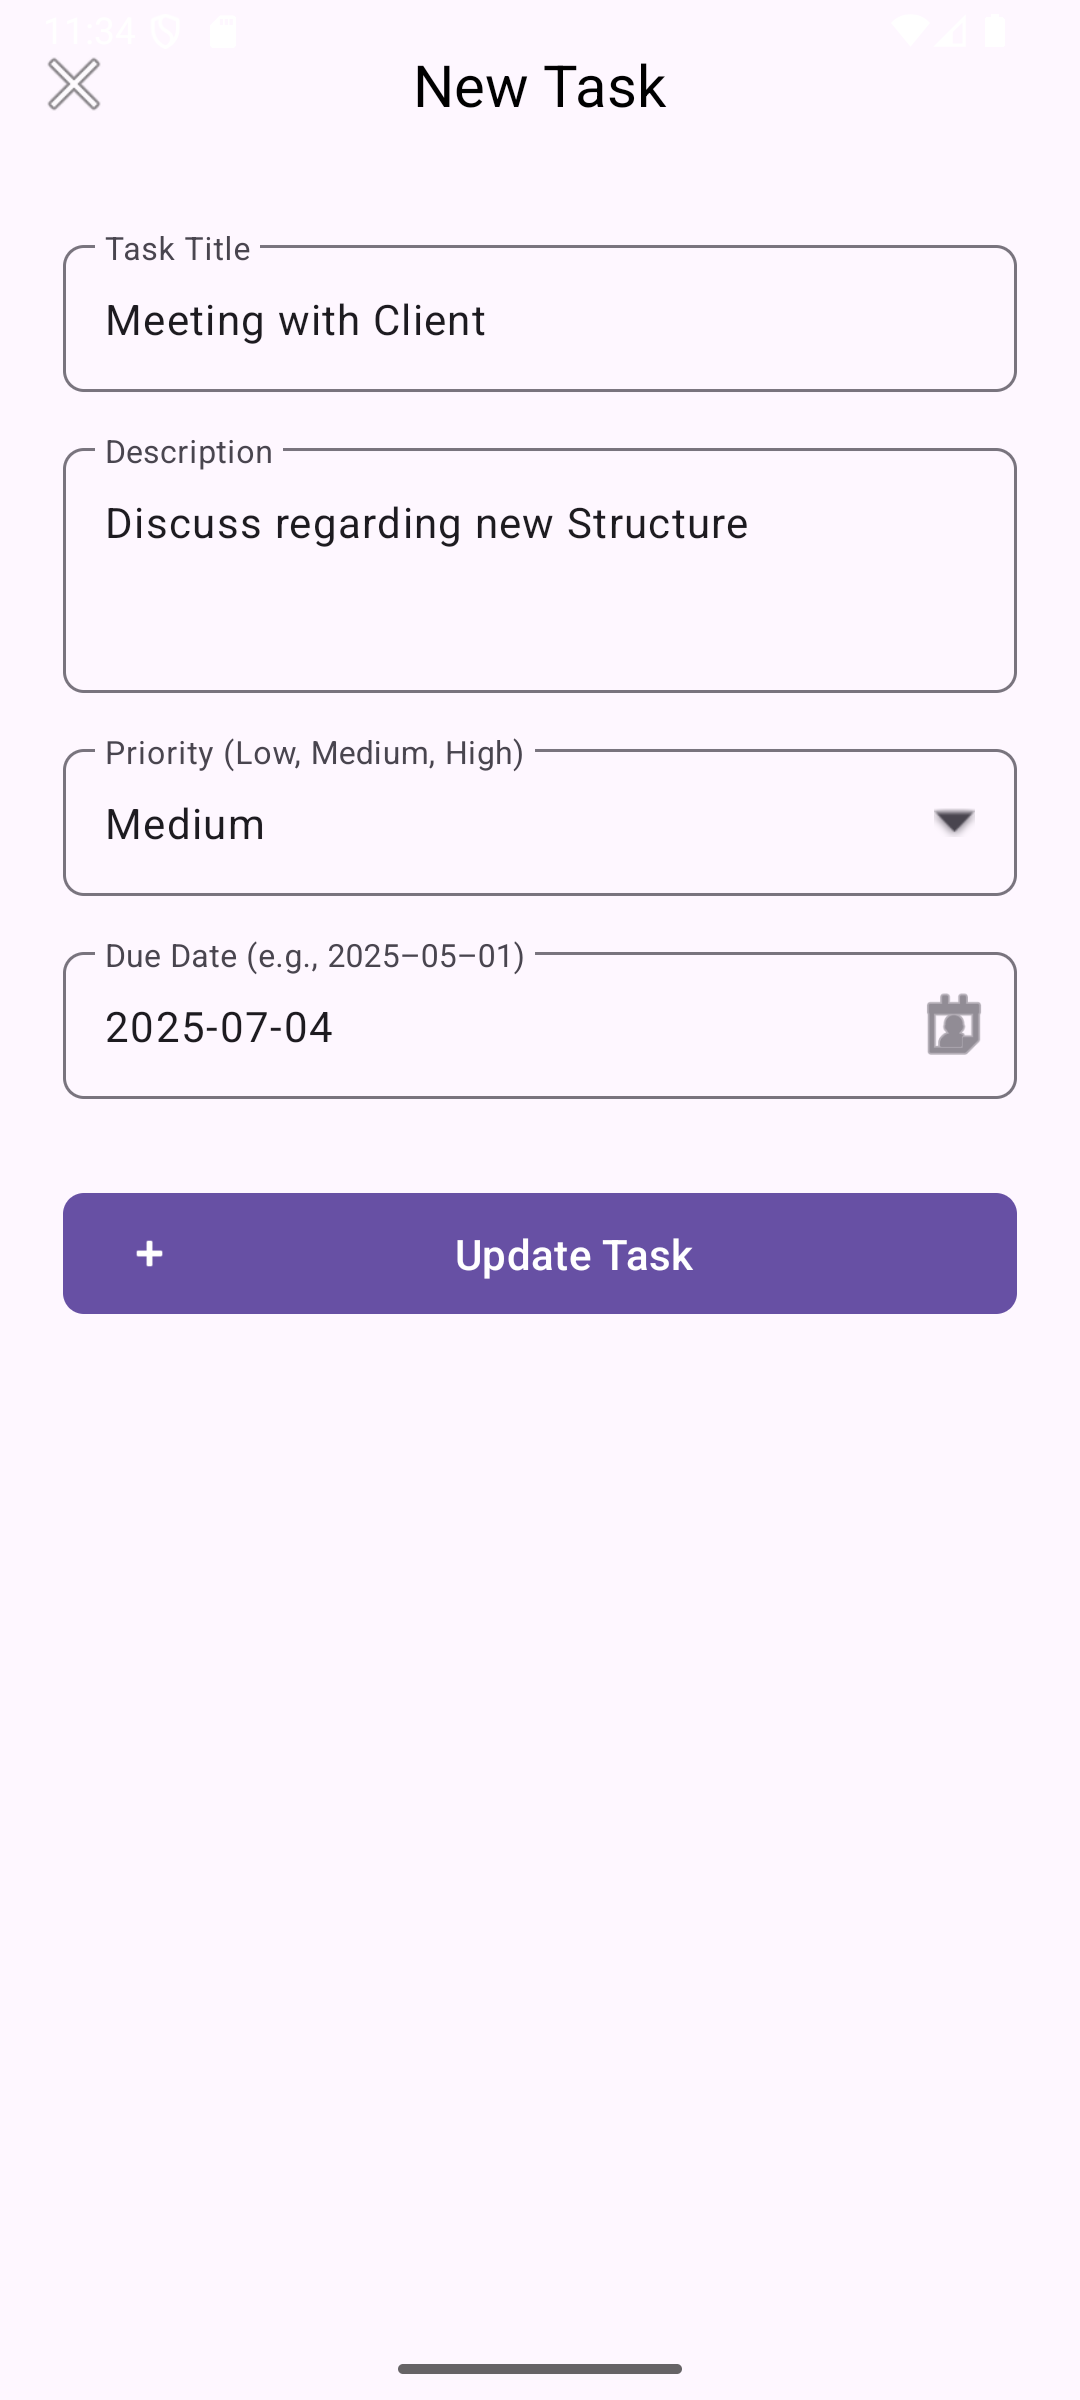 11:34
New Task
Task Title
Meeting with Client
Description
Discuss regarding new Structure
Priority (Low, Medium, High)
Medium
Due Date (e.g., 2025–05–01)
2025-07-04
+ Update Task